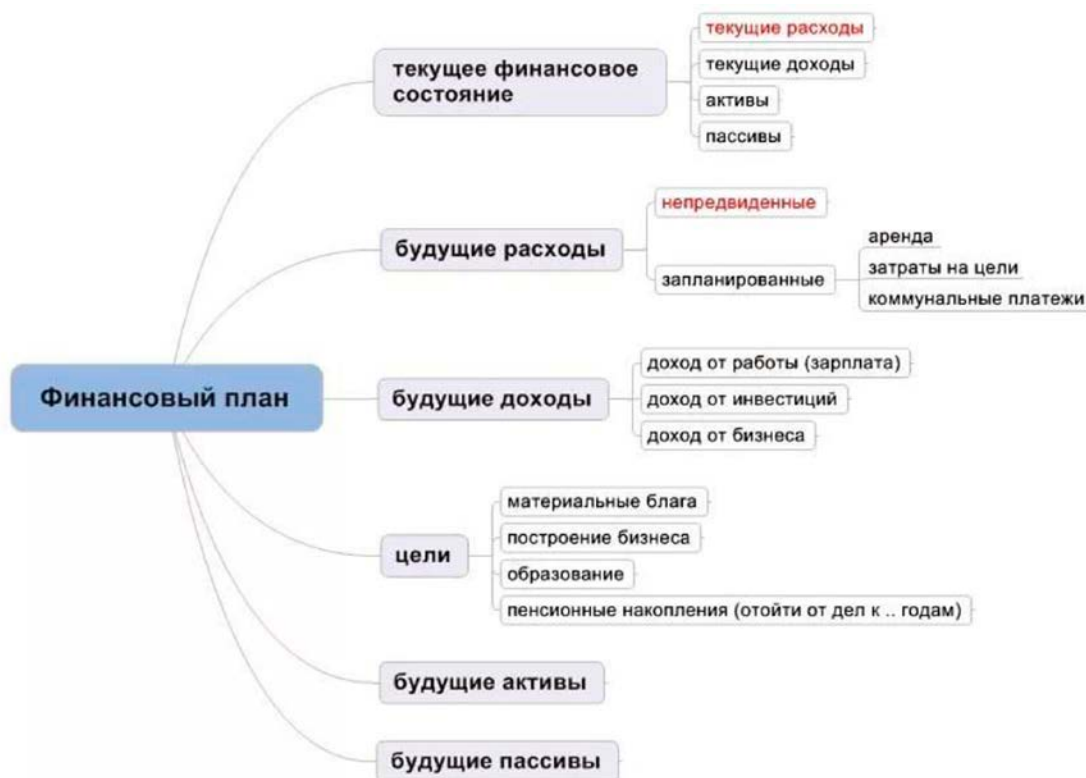 текущее финансовое
состояние
текущие расходы
текущие доходы
активы
пассивы
будущие расходы
непредвиденные
запланированные
аренда
затраты на цели
коммунальные платежи
Финансовый план
будущие доходы
доход от работы (зарплата)
доход от инвестиций
доход от бизнеса
цели
материальные блага
построение бизнеса
образование
пенсионные накопления (отойти от дел к .. годам)
будущие активы
будущие пассивы